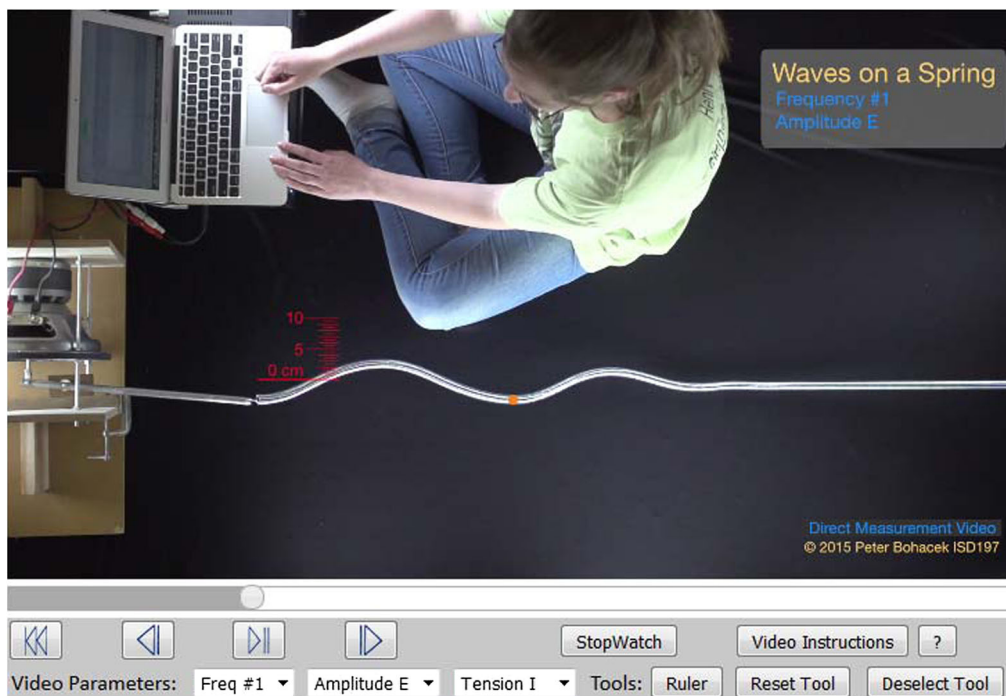 Waves on a Spring
Frequency #1
Amplitude E
10
5
0 cm
Direct Measurement Video
© 2015 Peter Bohacek ISD197
StopWatch
Video Instructions
?
Video Parameters:
Freq #1
Amplitude E
Tension I
Tools:
Ruler
Reset Tool
Deselect Tool